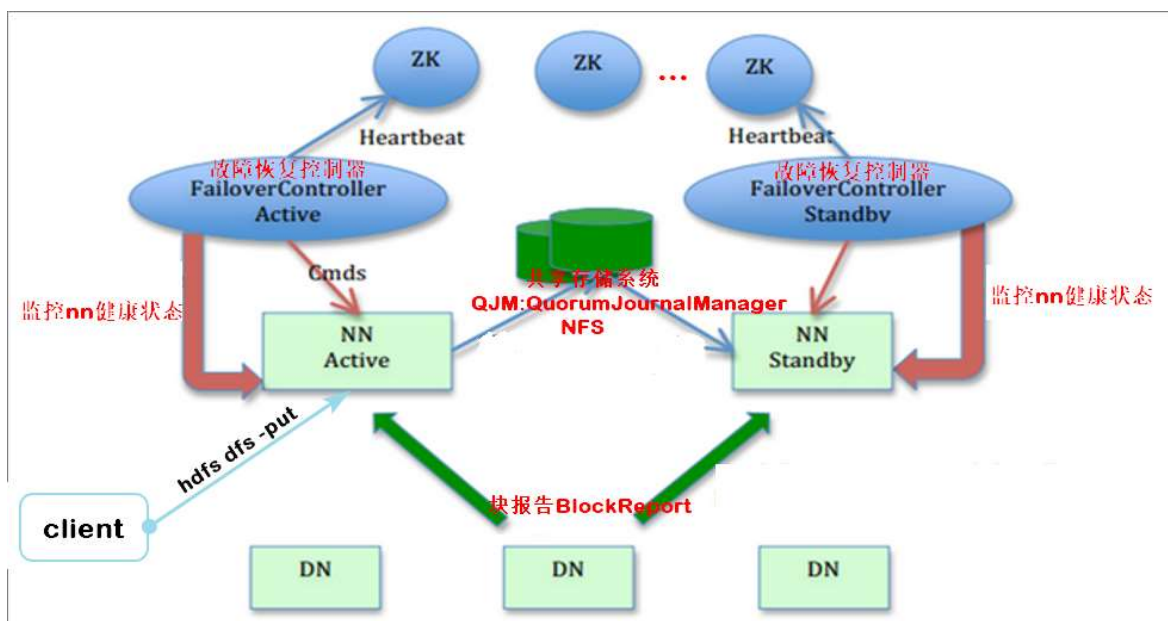 ZK
ZK
...
ZK
Heartbeat
Heartbeat
故障恢复控制器
FailoverController
Active
故障恢复控制器
FailoverController
Standby
Cmds
监控nn健康状态
共享存储系统
QJM:QuorumJournalManager
NFS
监控nn健康状态
NN
Active
NN
Standby
hdfs dfs -put
client
块报告BlockReport
DN
DN
DN